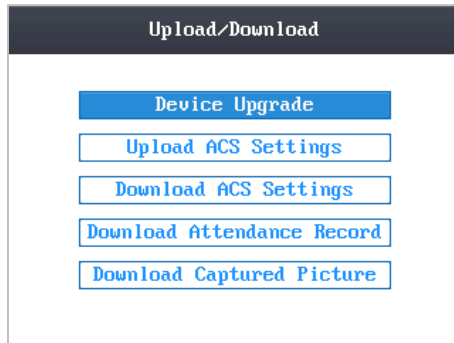 Upload/Download
Device Upgrade
Upload ACS Settings
Download ACS Settings
Download Attendance Record
Download Captured Picture